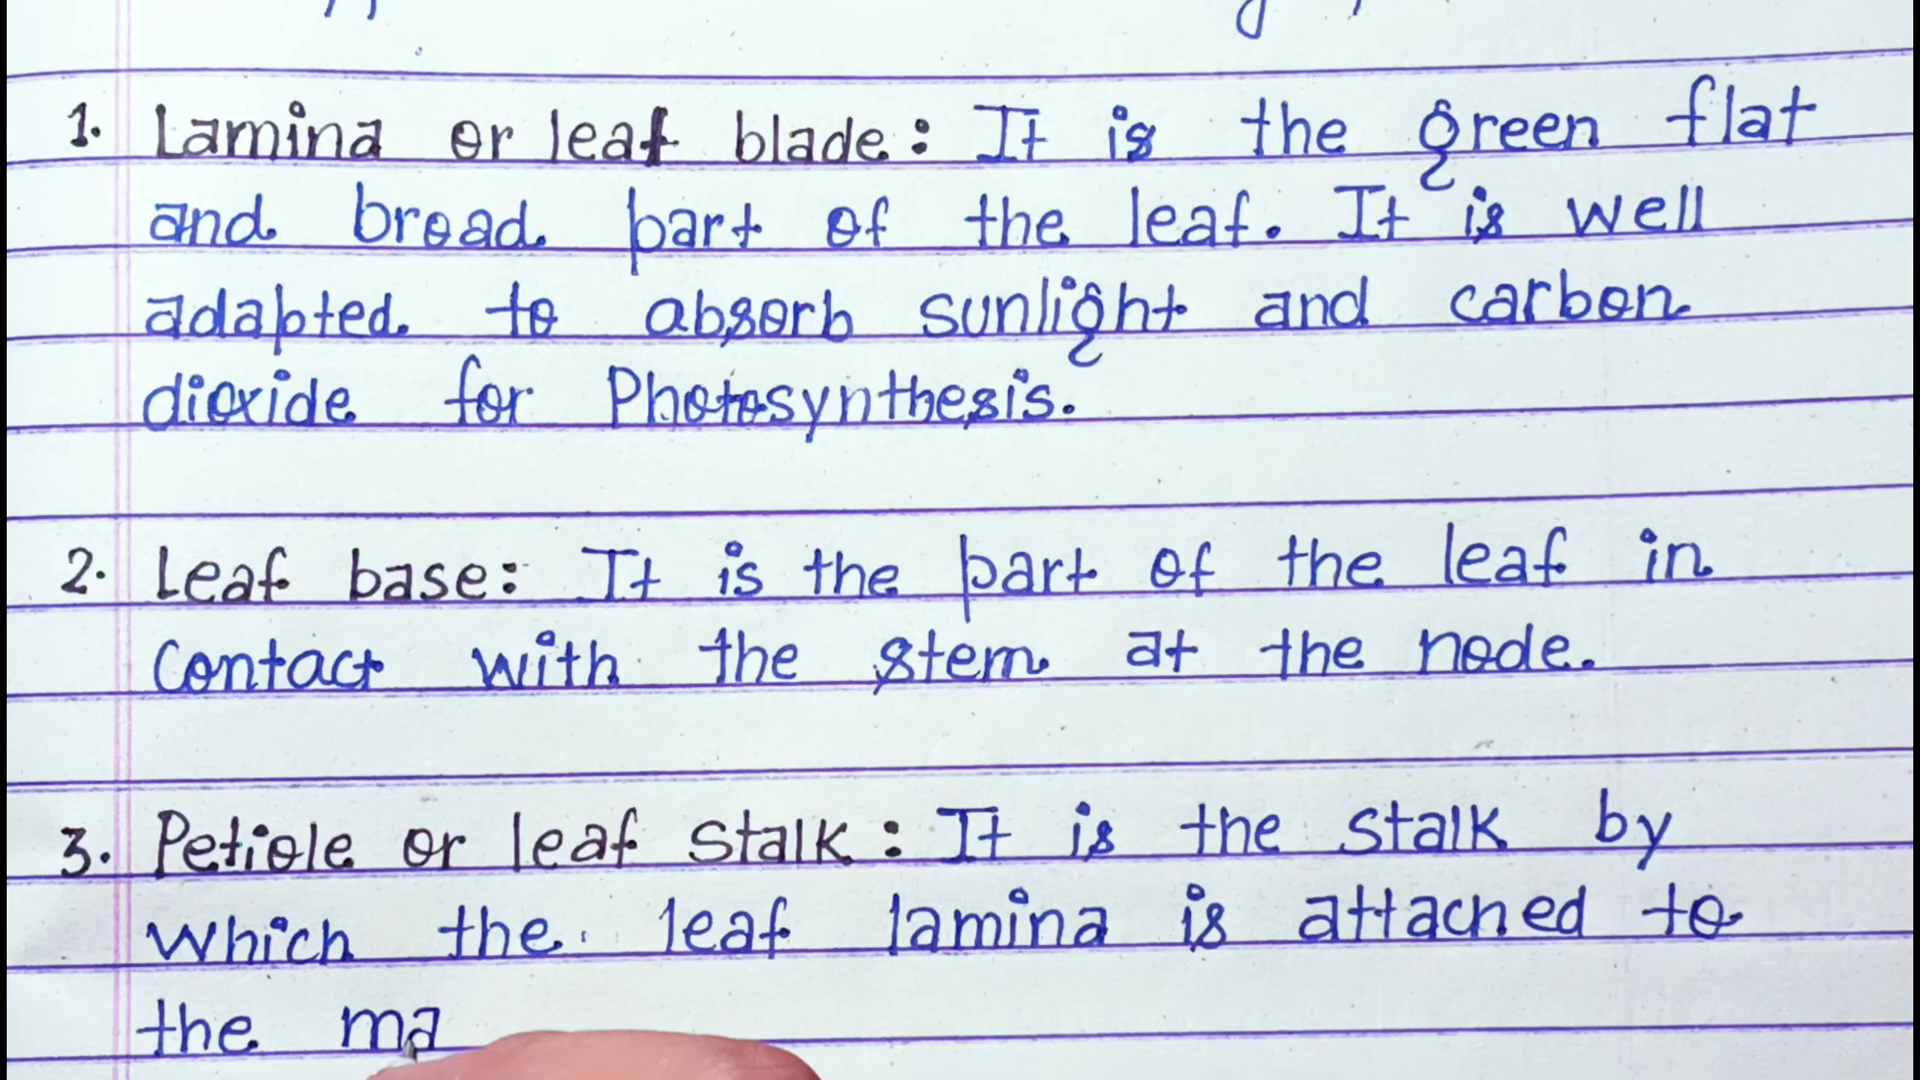 1. Lamina or leaf blade: It is the green flat
and broad part of the leaf. It is well
adapted to absorb sunlight and carbon
dioxide for Photosynthesis.
2. Leaf base: It is the part of the leaf in
Contact with the stem at the node.
3. Petiole or leaf stalk: It is the stalk by
which the leaf lamina is attached to
the ma